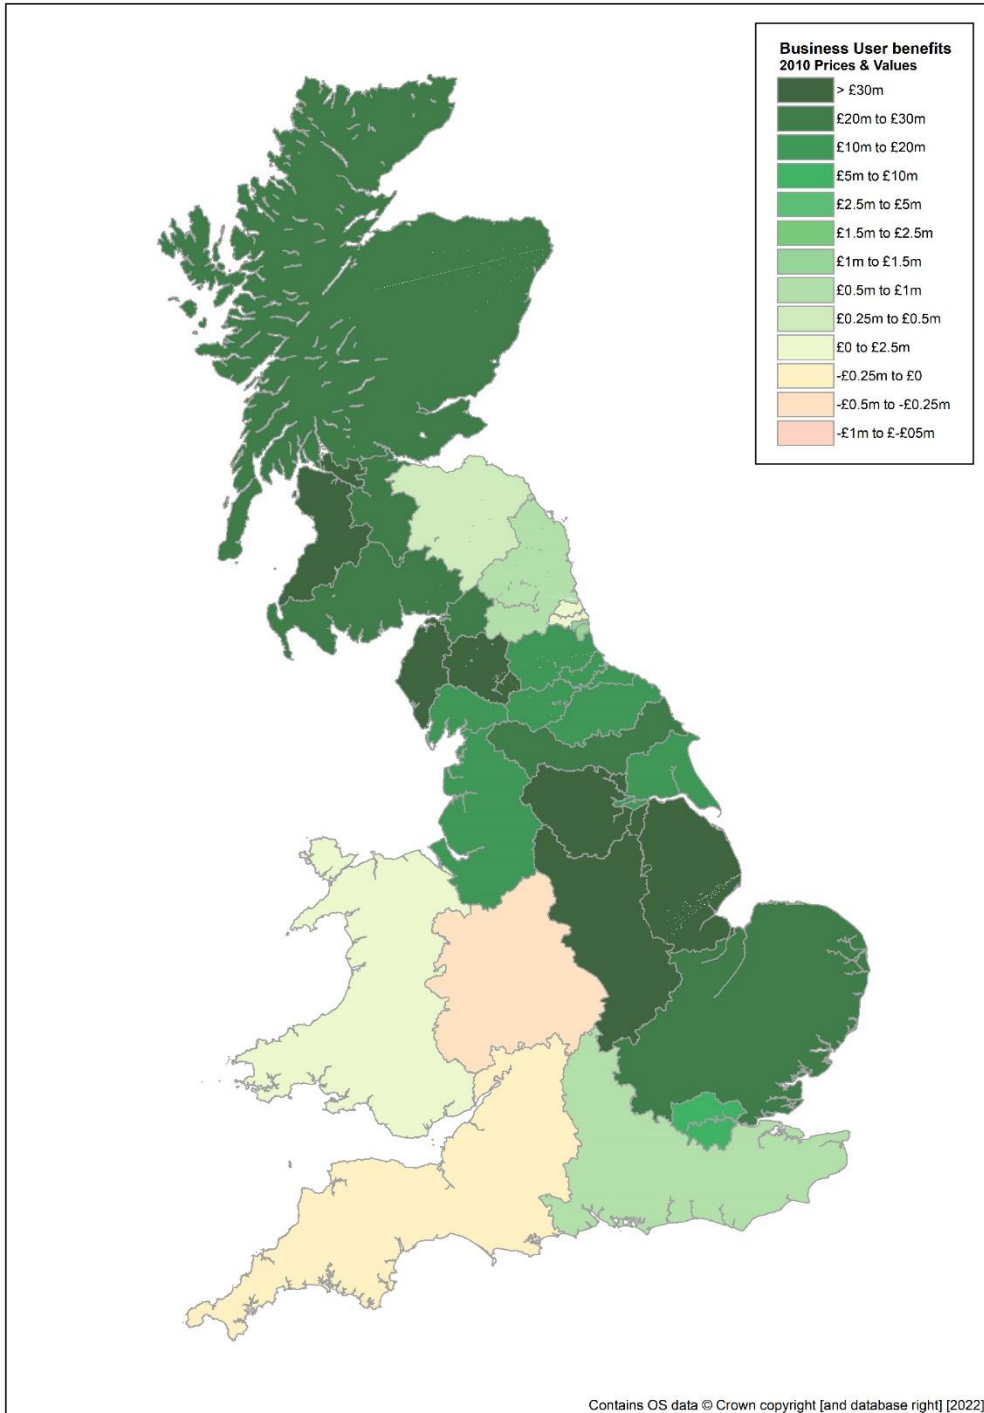 Business User benefits
2010 Prices & Values
> £30m
£20m to £30m
£10m to £20m
£5m to £10m
£2.5m to £5m
£1.5m to £2.5m
£1m to £1.5m
£0.5m to £1m
£0.25m to £0.5m
£0 to £2.5m
-£0.25m to £0
-£0.5m to -£0.25m
-£1m to £-£05m
Contains OS data © Crown copyright [and database right] [2022]